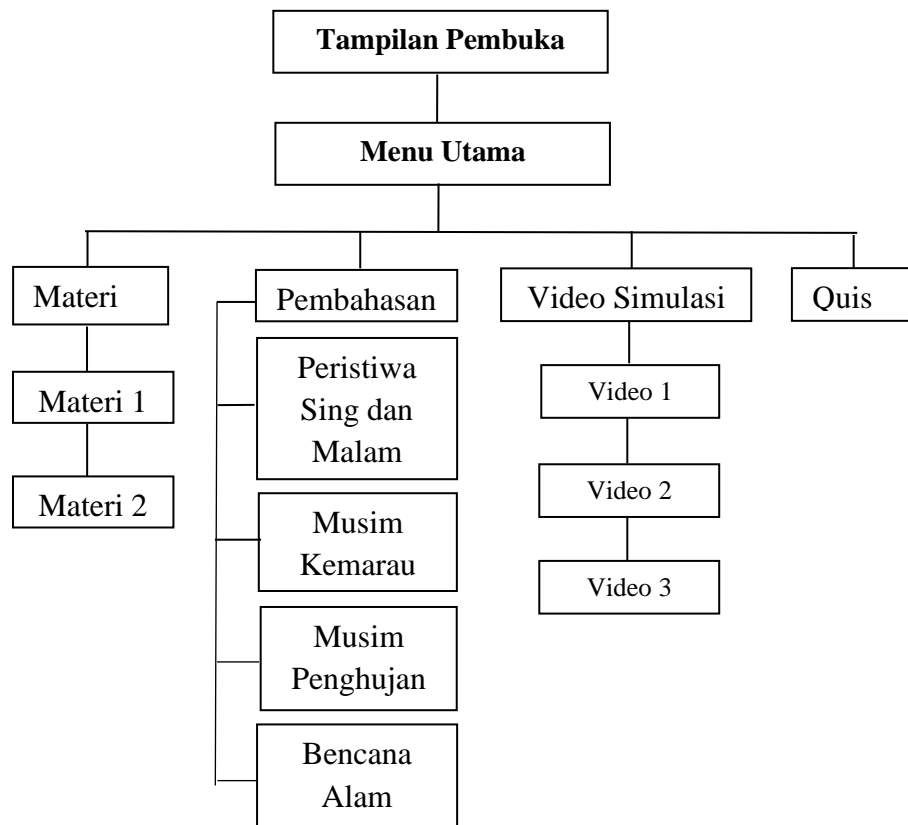 Tampilan Pembuka
Menu Utama
Materi
Pembahasan
Video Simulasi
Quis
Materi 1
Materi 2
Peristiwa
Sing dan
Malam
Musim
Kemarau
Musim
Penghujan
Bencana
Alam
Video 1
Video 2
Video 3